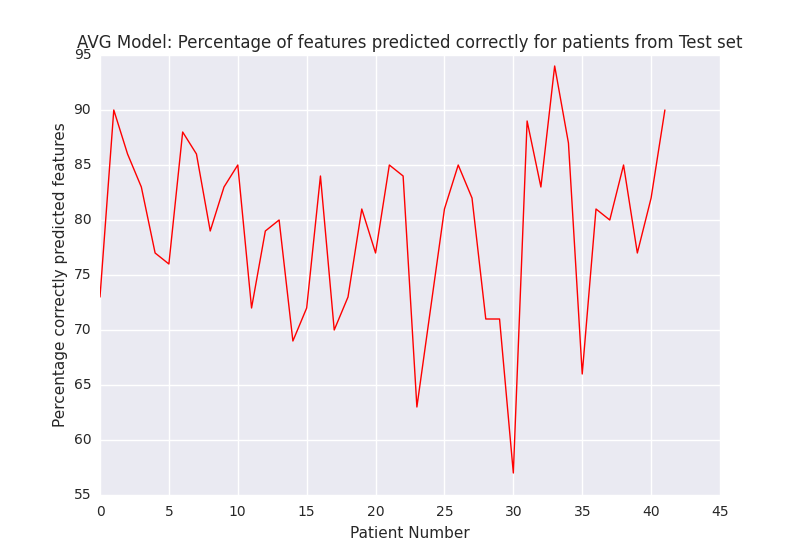 AVG Model: Percentage of features predicted correctly for patients from Test set
95
90
85
80
75
70
65
60
55
Percentage correctly predicted features
0 5 10 15 20 25 30 35 40 45
Patient Number